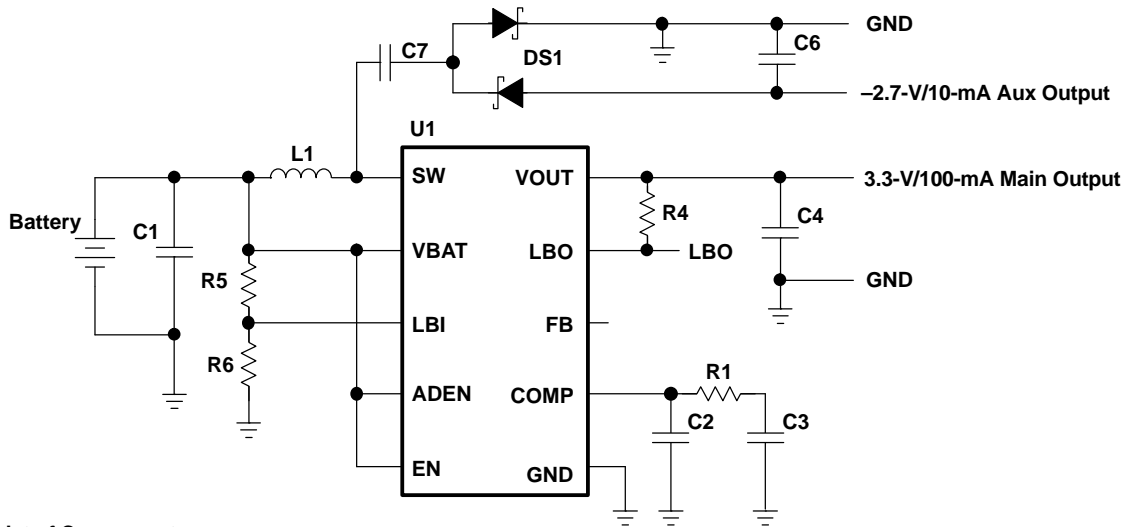 GND
C7
C6
DS1
–2.7-V/10-mA Aux Output
U1
L1
SW
VOUT
3.3-V/100-mA Main Output
Battery
C1
R4
C4
VBAT
LBO
LBO
R5
GND
LBI
FB
R6
R1
ADEN
COMP
C2
C3
EN
GND